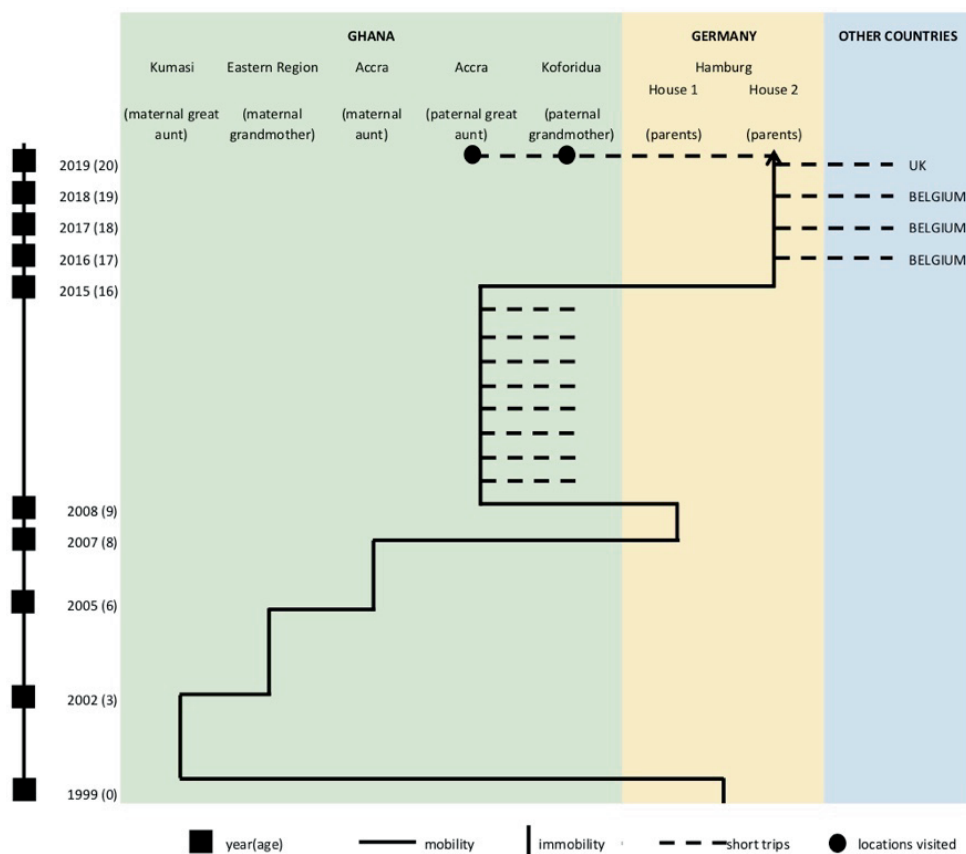 GHANA GERMANY OTHER COUNTRIES
Kumasi Eastern Region Accra Accra Koforidua Hamburg
House 1 House 2
(maternal great (maternal (maternal (paternal great (paternal (parents) (parents)
aunt) grandmother) aunt) aunt) grandmother)
2019 (20) UK
2018 (19) BELGIUM
2017 (18) BELGIUM
2016 (17) BELGIUM
2015 (16)
2008 (9)
2007 (8)
2005 (6)
2002 (3)
1999 (0)
year(age) mobility immobility short trips locations visited